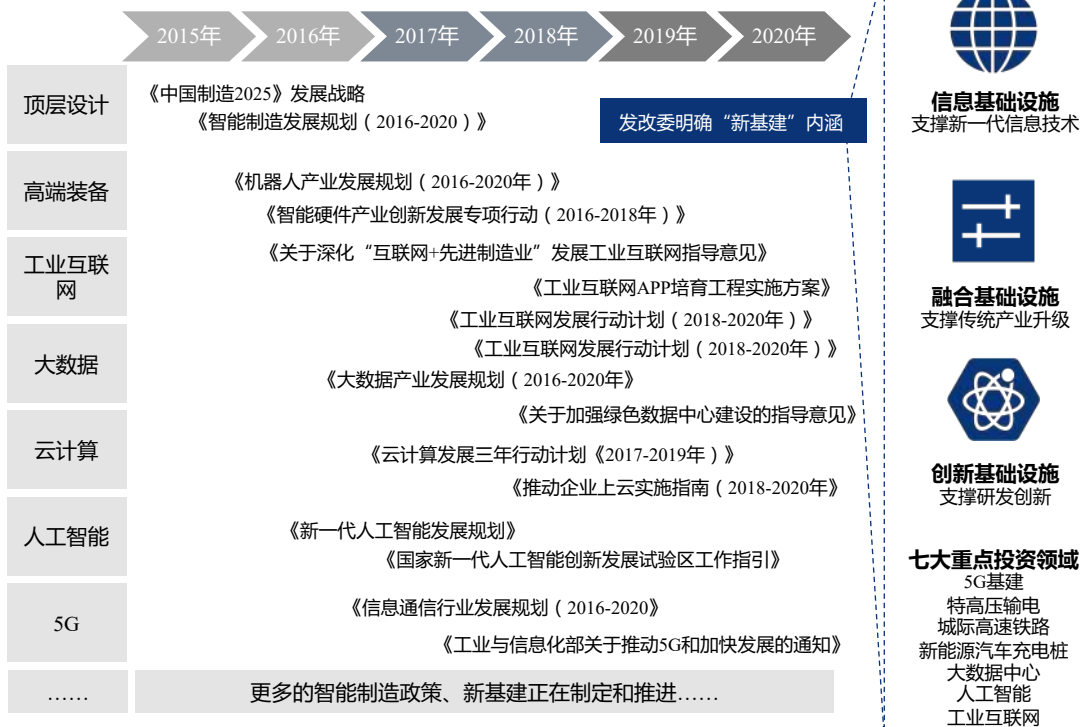 2015年 2016年 2017年 2018年 2019年 2020年
顶层设计
《中国制造2025》发展战略
《智能制造发展规划（2016-2020）》
发改委明确“新基建”内涵
高端装备
《机器人产业发展规划（2016-2020年）》
《智能硬件产业创新发展专项行动（2016-2018年）》
工业互联
网
《关于深化“互联网+先进制造业”发展工业互联网指导意见》
《工业互联网APP培育工程实施方案》
《工业互联网发展行动计划（2018-2020年）》
大数据
《工业互联网发展行动计划（2018-2020年）》
《大数据产业发展规划（2016-2020年》
《关于加强绿色数据中心建设的指导意见》
云计算
《云计算发展三年行动计划《2017-2019年）》
《推动企业上云实施指南（2018-2020年》
人工智能
《新一代人工智能发展规划》
《国家新一代人工智能创新发展试验区工作指引》
5G
《信息通信行业发展规划（2016-2020》
《工业与信息化部关于推动5G和加快发展的通知》
……
更多的智能制造政策、新基建正在制定和推进……
信息基础设施
支撑新一代信息技术
融合基础设施
支撑传统产业升级
创新基础设施
支撑研发创新
七大重点投资领域
5G基建
特高压输电
城际高速铁路
新能源汽车充电桩
大数据中心
人工智能
工业互联网